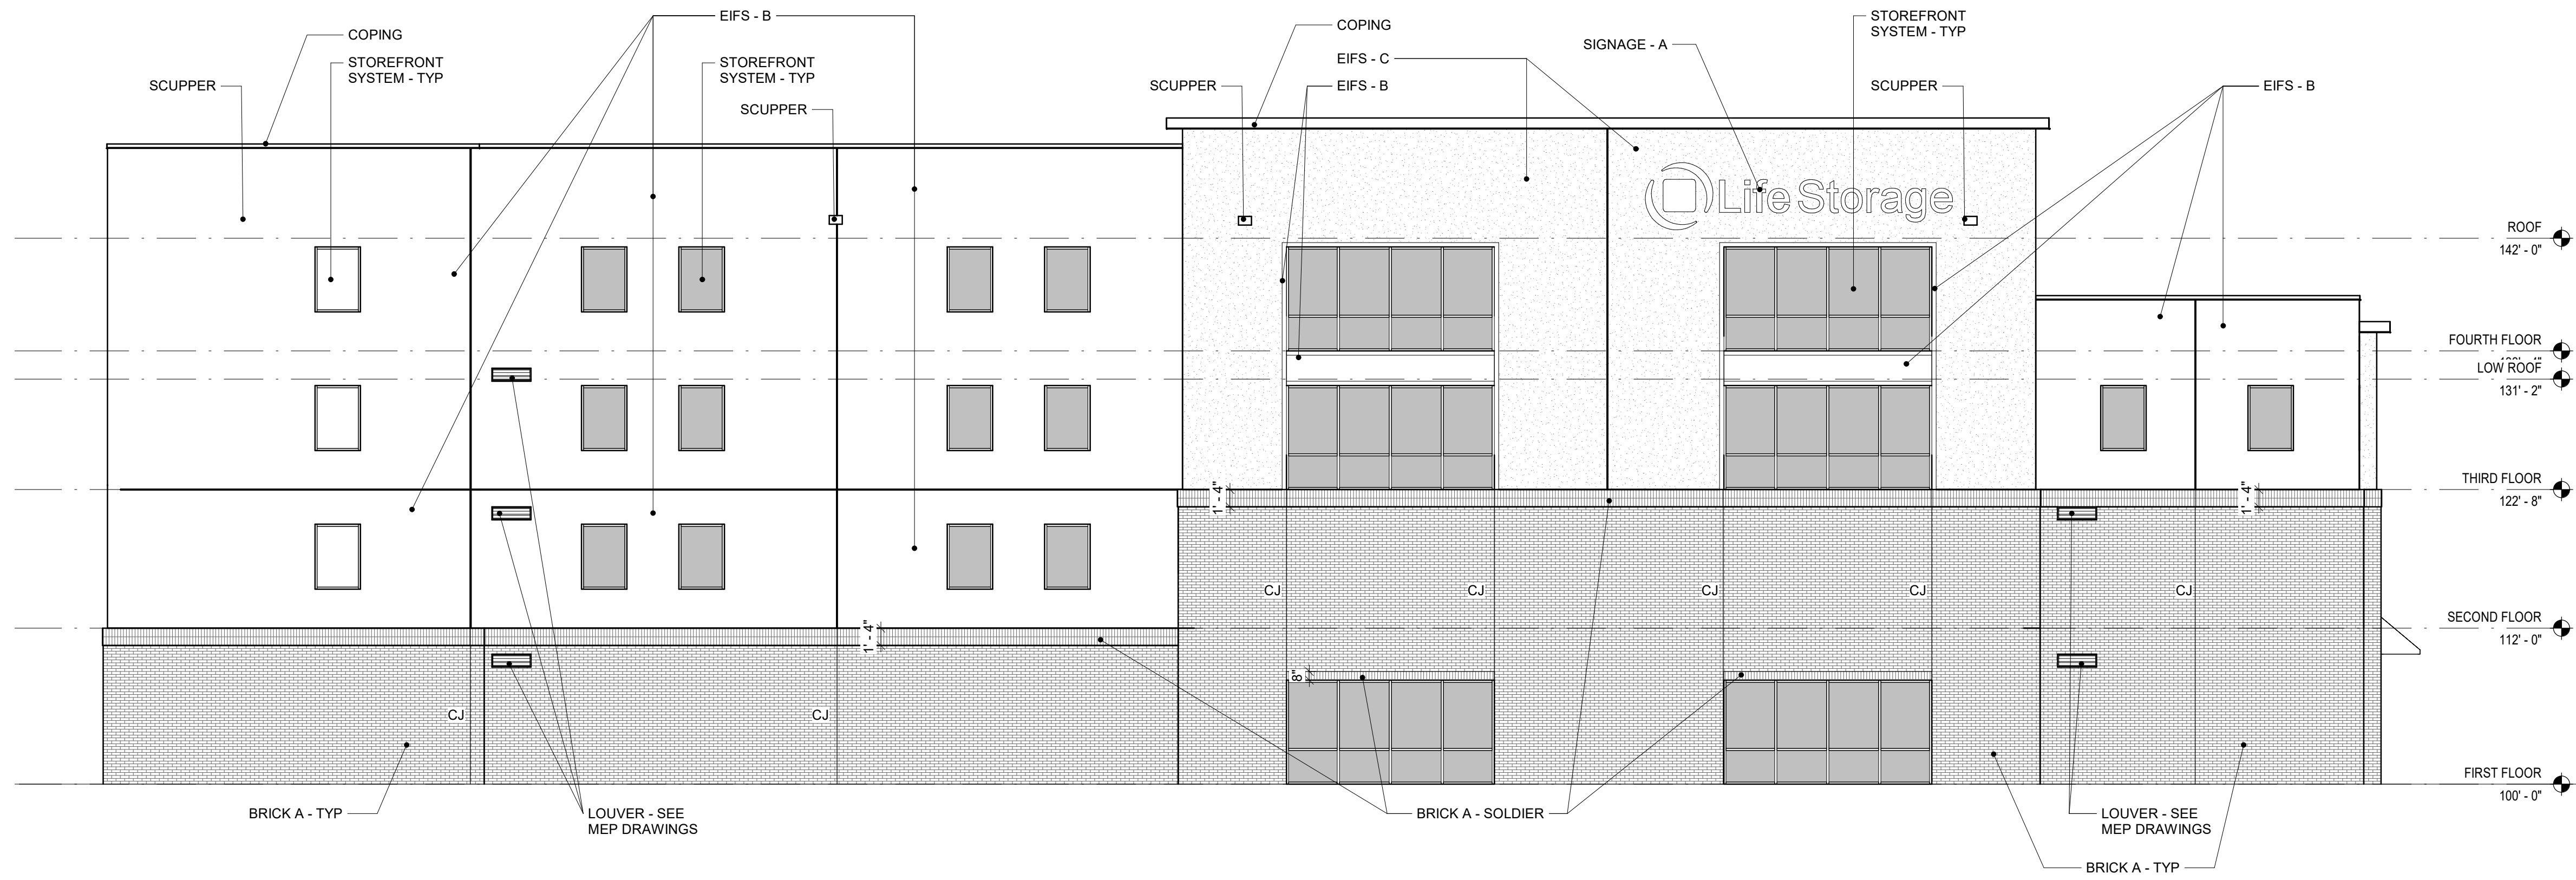 EIFS - B
COPING
STOREFRONT
SYSTEM - TYP
SCUPPER
STOREFRONT
SYSTEM - TYP
SCUPPER
COPING
EIFS - C
EIFS - B
SCUPPER
SIGNAGE - A
STOREFRONT
SYSTEM - TYP
SCUPPER
EIFS - B
Life Storage
ROOF
142' - 0"
FOURTH FLOOR
LOW ROOF
131' - 2"
THIRD FLOOR
122' - 8"
1' - 4"
1' - 4"
CJ
CJ
CJ
CJ
CJ
SECOND FLOOR
112' - 0"
1' - 4"
8"
CJ
CJ
FIRST FLOOR
100' - 0"
BRICK A - TYP
LOUVER - SEE
MEP DRAWINGS
BRICK A - SOLDIER
LOUVER - SEE
MEP DRAWINGS
BRICK A - TYP